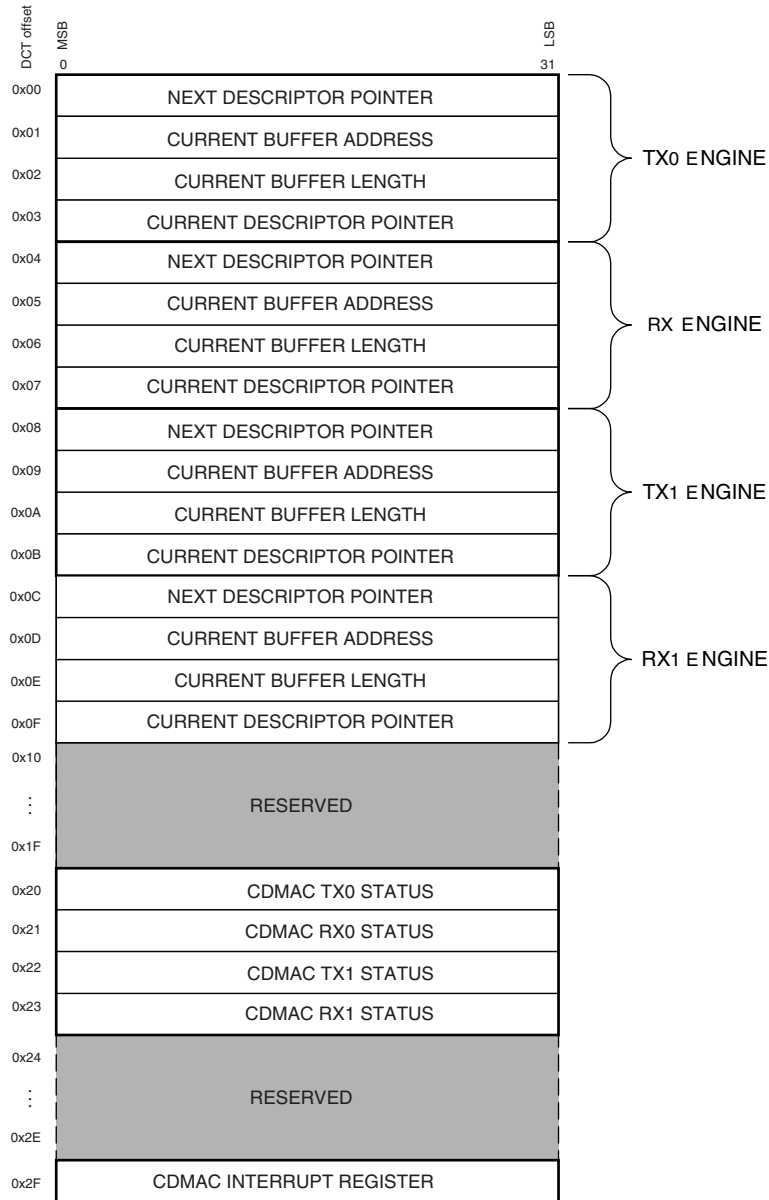 DCT offset
MSB
LSB
0
31
0x00
NEXT DESCRIPTOR POINTER
0x01
CURRENT BUFFER ADDRESS
TX0 ENGINE
0x02
CURRENT BUFFER LENGTH
0x03
CURRENT DESCRIPTOR POINTER
0x04
NEXT DESCRIPTOR POINTER
0x05
CURRENT BUFFER ADDRESS
RX ENGINE
0x06
CURRENT BUFFER LENGTH
0x07
CURRENT DESCRIPTOR POINTER
0x08
NEXT DESCRIPTOR POINTER
0x09
CURRENT BUFFER ADDRESS
TX1 ENGINE
0x0A
CURRENT BUFFER LENGTH
0x0B
CURRENT DESCRIPTOR POINTER
0x0C
NEXT DESCRIPTOR POINTER
0x0D
CURRENT BUFFER ADDRESS
RX1 ENGINE
0x0E
CURRENT BUFFER LENGTH
0x0F
CURRENT DESCRIPTOR POINTER
0x10
⋮
RESERVED
0x1F
0x20
CDMAC TX0 STATUS
0x21
CDMAC RX0 STATUS
0x22
CDMAC TX1 STATUS
0x23
CDMAC RX1 STATUS
0x24
⋮
RESERVED
0x2E
0x2F
CDMAC INTERRUPT REGISTER